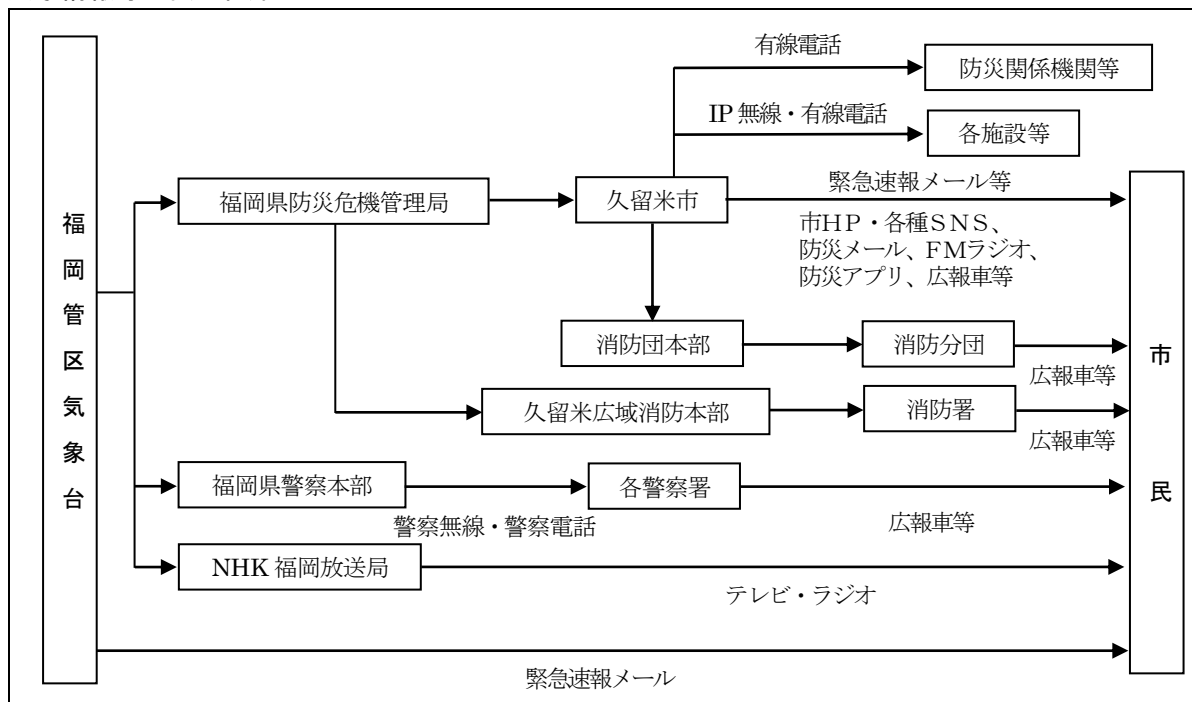 有線電話
防災関係機関等
IP 無線・有線電話
各施設等
福岡管区気象台
福岡県防災危機管理局
久留米市
緊急速報メール等
市HP・各種SNS、
防災メール、FMラジオ、
防災アプリ、広報車等
消防団本部
消防分団
広報車等
市民
久留米広域消防本部
消防署
広報車等
福岡県警察本部
各警察署
警察無線・警察電話
広報車等
NHK 福岡放送局
テレビ・ラジオ
緊急速報メール